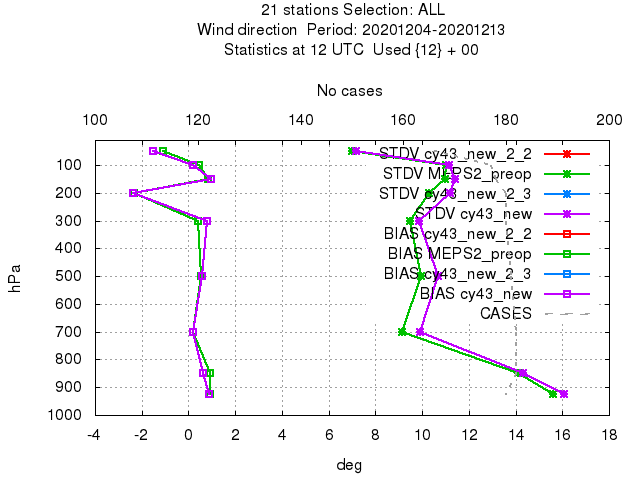 21 stations Selection: ALL
Wind direction Period: 20201204-20201213
Statistics at 12 UTC Used {12} + 00
No cases
100 120 140 160 180 200
STDV cy43_new_2_2
STDV MEPS2_preop
STDV cy43_new_2_3
STDV cy43_new
BIAS cy43_new_2_2
BIAS MEPS2_preop
BIAS cy43_new_2_3
BIAS cy43_new
CASES
100
200
300
400
500
600
700
800
900
1000
hPa
-4 -2 0 2 4 6 8 10 12 14 16 18
deg